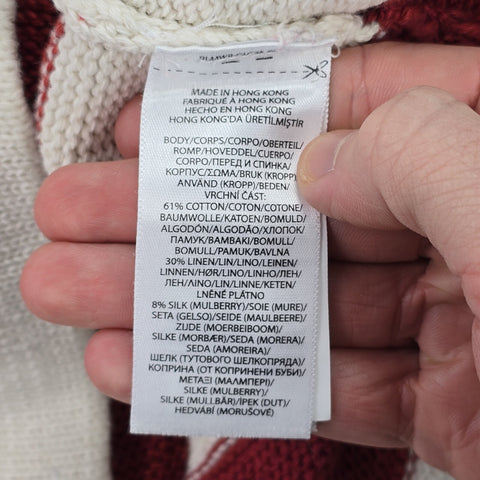 MADE IN HONG KONG
FABRIQUÉ À HONG KONG
HECHO EN HONG KONG
HONG KONG'DA ÜRETİLMİŞTİR
BODY/CORPS/CORPO/OBERTEIL/
ROMP/HOVEDDEL/CUERPO/
CORPO/ПЕРЕД И СПИНКА/
КОРПУС/ΣΩΜΑ/BRUK (KROPP)
ANVÄND (KROPP)/BEDEN/
VRCHNÍ ČÁST:
61% COTTON/COTON/COTONE/
BAUMWOLLE/KATOEN/BOMULD/
ALGODÓN/ALGODÃO/ХЛОПОК
ПАМУК/ΒΑΜΒΑΚΙ/BOMULL/
BOMULL/PAMUK/BAVLNA
30% LINEN/LIN/LINO/LEINEN/
LINNEN/HØR/LINO/LINHO/ЛЕН
ЛЕН/ΛΙΝΟ/LIN/LINNE/KETEN/
LNĚNÉ PLÁTNO
8% SILK (MULBERRY)/SOIE (MURE)/
SETA (GELSO)/SEIDE (MAULBEERE)/
ZIJDE (MOERBEIBOOM)/
SILKE (MORBÆR)/SEDA (MORERA)/
SEDA (AMOREIRA)/
ШЕЛК (ТУТОВОГО ШЕЛКОПРЯДА)/
КОПРИНА (ОТ КОПРИНЕНИ БУБИ)/
ΜΕΤΑΞΙ (ΜΑΛΜΠΕΡΙ)/
SILKE (MULBERRY)/
SILKE (MULLBÄR)/İPEK (DUT)/
HEDVÁBÍ (MORUŠOVÉ)